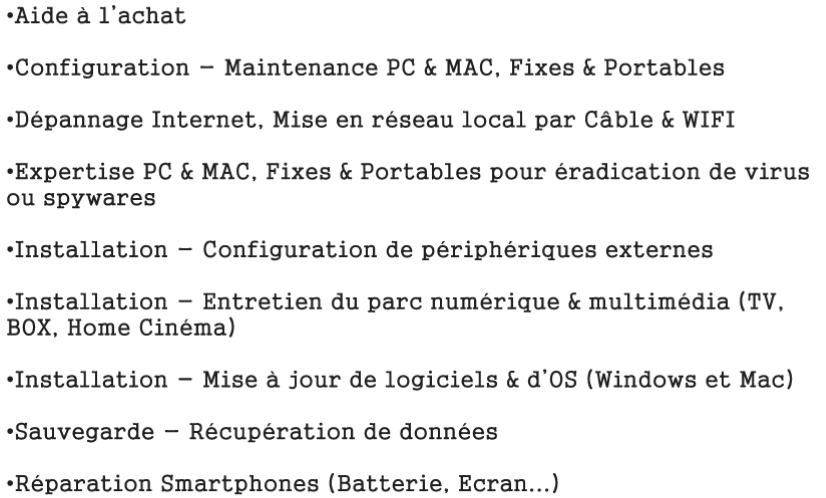 •Aide à l'achat
•Configuration – Maintenance PC & MAC, Fixes & Portables
•Dépannage Internet, Mise en réseau local par Câble & WIFI
•Expertise PC & MAC, Fixes & Portables pour éradication de virus
ou spywares
•Installation – Configuration de périphériques externes
•Installation – Entretien du parc numérique & multimédia (TV,
BOX, Home Cinéma)
•Installation – Mise à jour de logiciels & d'OS (Windows et Mac)
•Sauvegarde – Récupération de données
•Réparation Smartphones (Batterie, Ecran...)